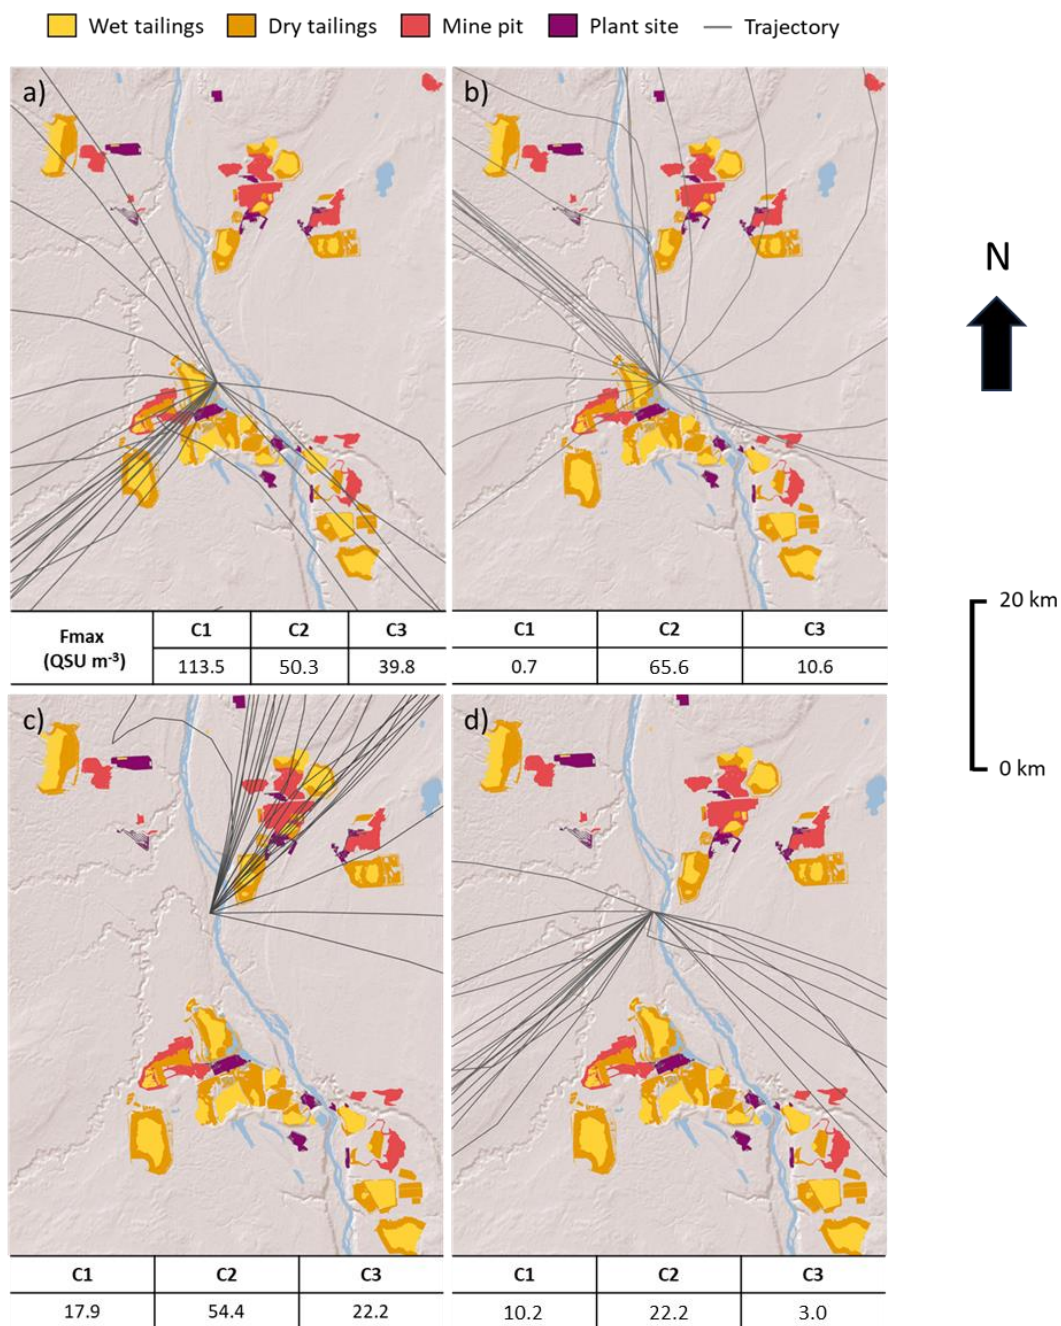 Wet tailings Dry tailings Mine pit Plant site Trajectory
a) b)
N
20 km
0 km
Fmax (QSU m⁻³) C1 C2 C3
113.5 50.3 39.8
C1 C2 C3
0.7 65.6 10.6
c) d)
C1 C2 C3
17.9 54.4 22.2
C1 C2 C3
10.2 22.2 3.0